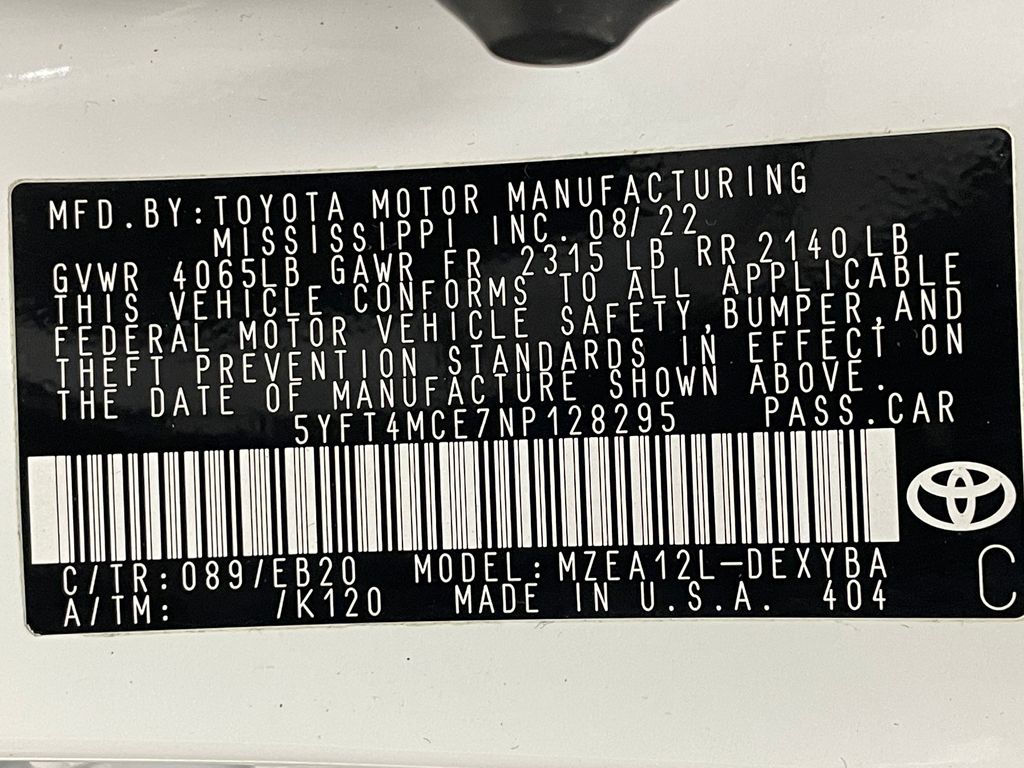 MFD.BY:TOYOTA MOTOR MANUFACTURING
MISSISSIPPI INC. 08/22
GVWR 4065LB GAWR FR 2315 LB RR 2140 LB
THIS VEHICLE CONFORMS TO ALL APPLICABLE
FEDERAL MOTOR VEHICLE SAFETY,BUMPER,AND
THEFT PREVENTION STANDARDS IN EFFECT ON
THE DATE OF MANUFACTURE SHOWN ABOVE.
5YFT4MCE7NP128295 PASS.CAR
C/TR:089/EB20 MODEL:MZEA12L-DEXYBA
A/TM: /K120 MADE IN U.S.A. 404
C